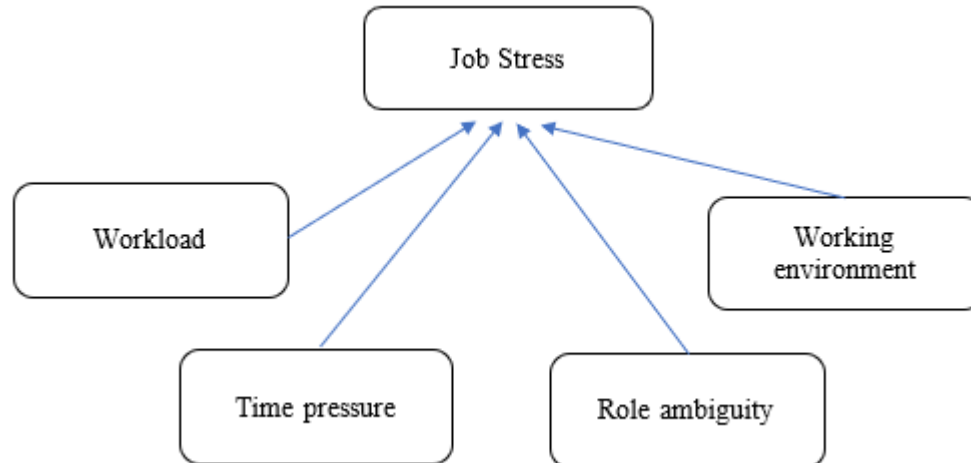 Job Stress
Workload
Working
environment
Time pressure
Role ambiguity